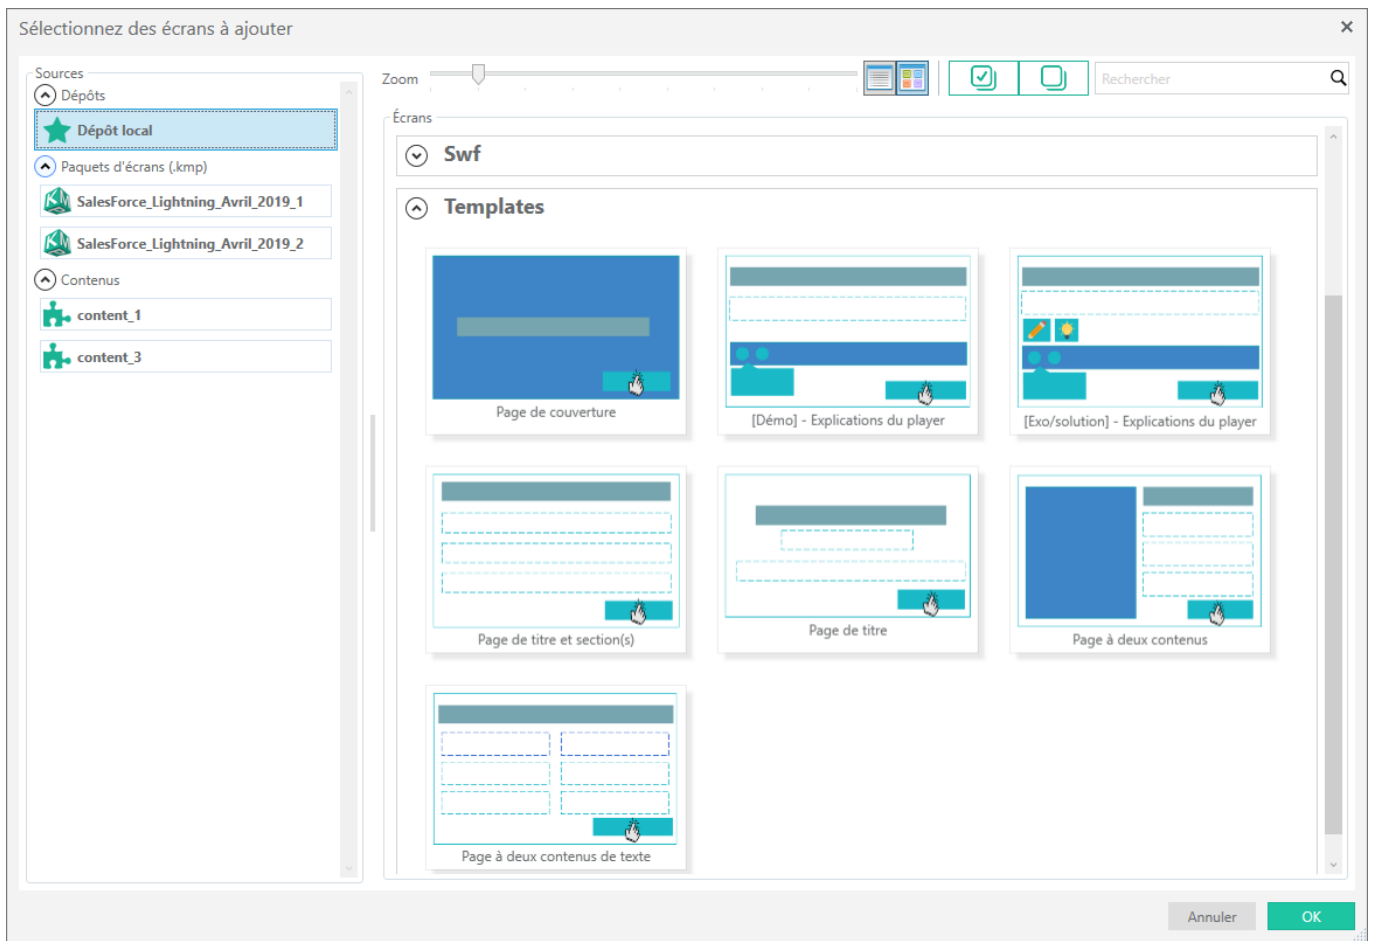 Sélectionnez des écrans à ajouter
Sources
Dépôts
Dépôt local
Paquets d'écrans (.kmp)
SalesForce_Lightning_Avril_2019_1
SalesForce_Lightning_Avril_2019_2
Contenus
content_1
content_3
Zoom
Rechercher
Écrans
Swf
Templates
Page de couverture
[Démo] - Explications du player
[Exo/solution] - Explications du player
Page de titre et section(s)
Page de titre
Page à deux contenus
Page à deux contenus de texte
Annuler
OK